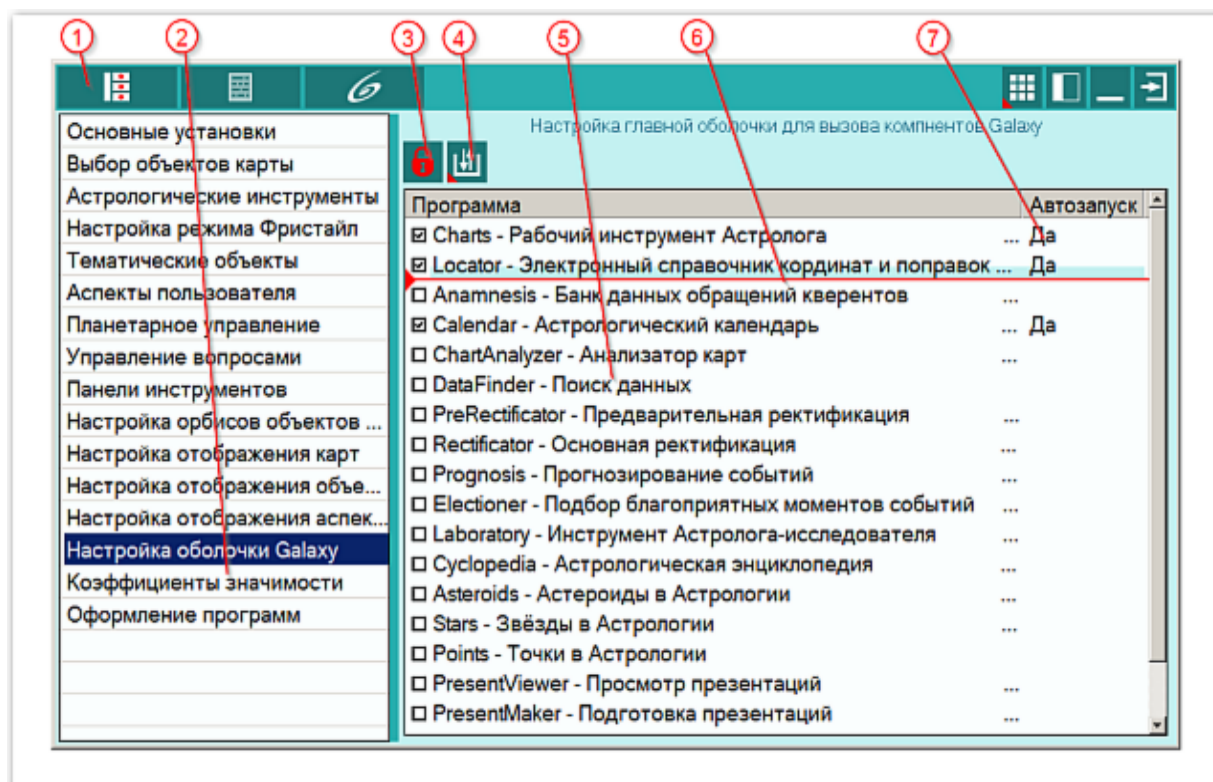 1 2 3 4 5 6 7
Настройка главной оболочки для вызова компнентов Galaxy
Основные установки
Выбор объектов карты
Астрологические инструменты
Настройка режима Фристайл
Тематические объекты
Аспекты пользователя
Планетарное управление
Управление вопросами
Панели инструментов
Настройка орбисов объектов ...
Настройка отображения карт
Настройка отображения объе...
Настройка отображения аспек...
Настройка оболочки Galaxy
Коэффициенты значимости
Оформление программ
Программа Автозапуск
Charts - Рабочий инструмент Астролога ... Да
Locator - Электронный справочник кординат и поправок ... Да
Anamnesis - Банк данных обращений кверентов ...
Calendar - Астрологический календарь ... Да
ChartAnalyzer - Анализатор карт ...
DataFinder - Поиск данных
PreRectificator - Предварительная ректификация ...
Rectificator - Основная ректификация ...
Prognosis - Прогнозирование событий ...
Electioner - Подбор благоприятных моментов событий ...
Laboratory - Инструмент Астролога-исследователя ...
Cyclopedia - Астрологическая энциклопедия ...
Asteroids - Астероиды в Астрологии ...
Stars - Звёзды в Астрологии ...
Points - Точки в Астрологии
PresentViewer - Просмотр презентаций ...
PresentMaker - Подготовка презентаций ...